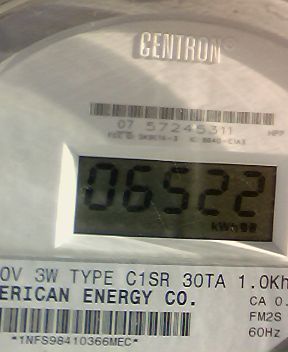 CENTRON®
07 57245311
06522
kWh
0V 3W TYPE C1SR 30TA 1.0Kh
ERICAN ENERGY CO.
CA 0.
FM2S
60Hz
*1NFS98410366MEC*